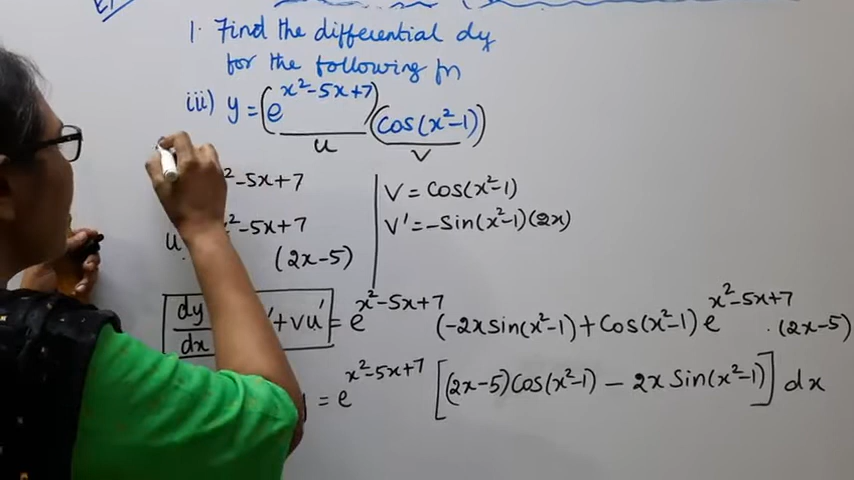 1. Find the differential dy
for the following fn
iii) y = (e^{x²-5x+7}) (cos(x²-1))
u v
²-5x+7
u x²-5x+7
(2x-5)
V = cos(x²-1)
V' = -sin(x²-1)(2x)
dy/dx '+vu' = e^{x²-5x+7} (-2x sin(x²-1) + cos(x²-1) e^{x²-5x+7} . (2x-5)
= e^{x²-5x+7} [(2x-5)cos(x²-1) - 2x sin(x²-1)] dx